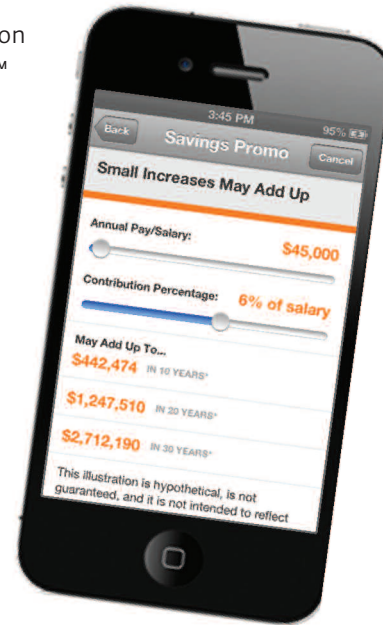 on
TM
3:45 PM 95%
Back Savings Promo Cancel
Small Increases May Add Up
Annual Pay/Salary: $45,000
Contribution Percentage: 6% of salary
May Add Up To...
$442,474 IN 10 YEARS*
$1,247,510 IN 20 YEARS*
$2,712,190 IN 30 YEARS*
This illustration is hypothetical, is not
guaranteed, and it is not intended to reflect